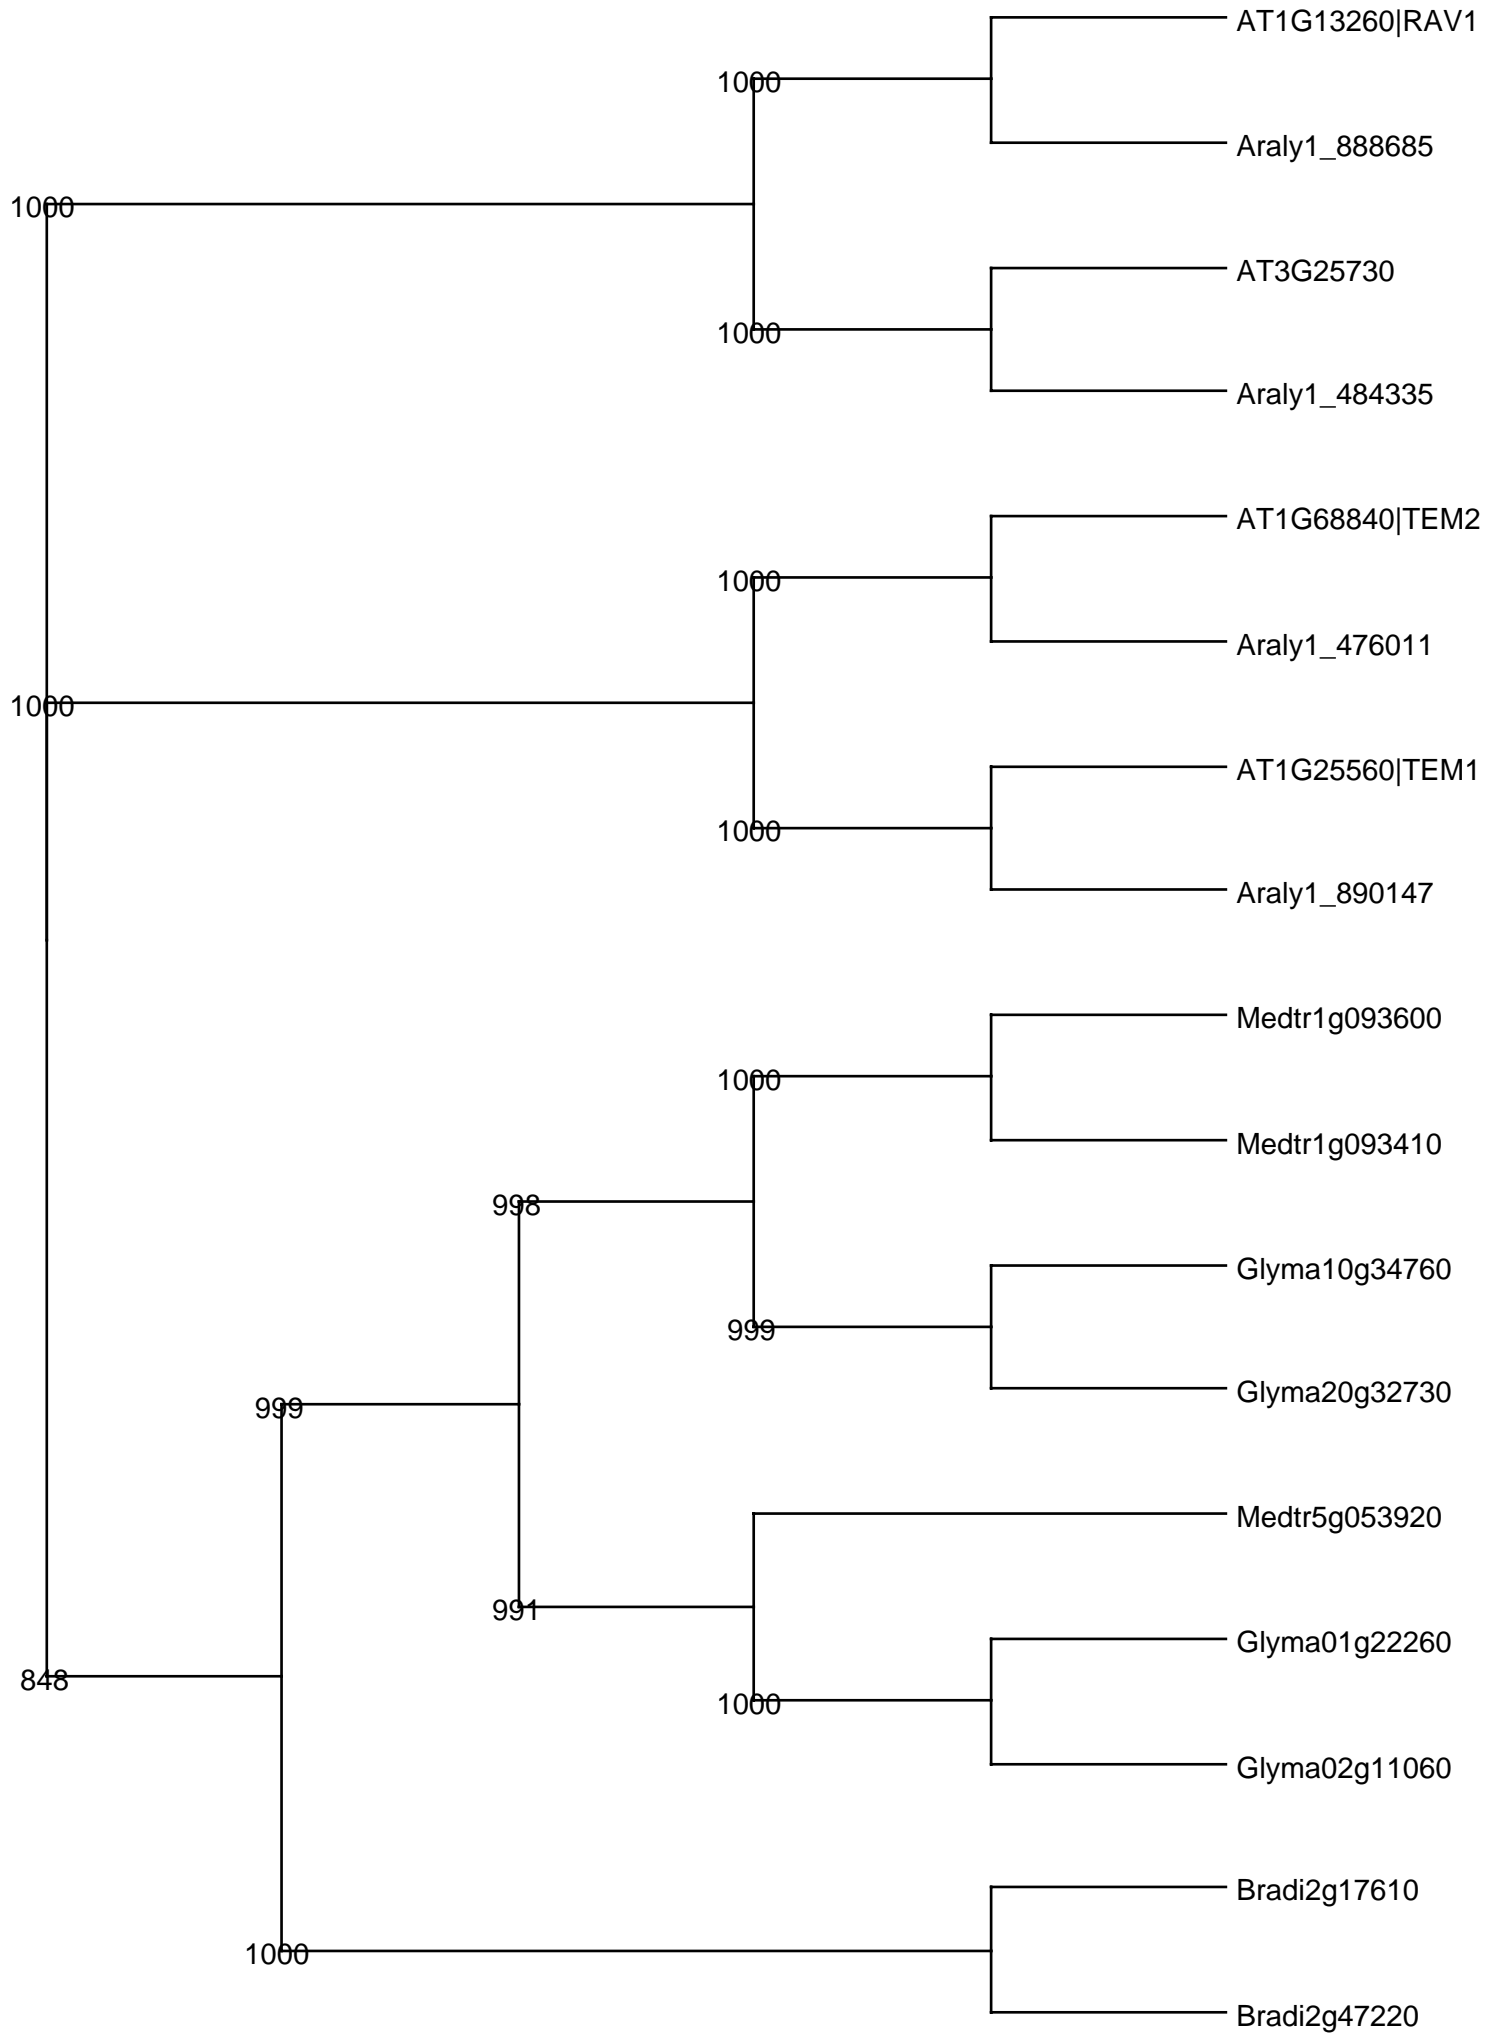 AT1G13260|RAV1
1000
Araly1_888685
1000
AT3G25730
1000
Araly1_484335
AT1G68840|TEM2
1000
Araly1_476011
1000
AT1G25560|TEM1
1000
Araly1_890147
Medtr1g093600
1000
Medtr1g093410
998
Glyma10g34760
999
Glyma20g32730
999
Medtr5g053920
991
Glyma01g22260
848
1000
Glyma02g11060
Bradi2g17610
1000
Bradi2g47220